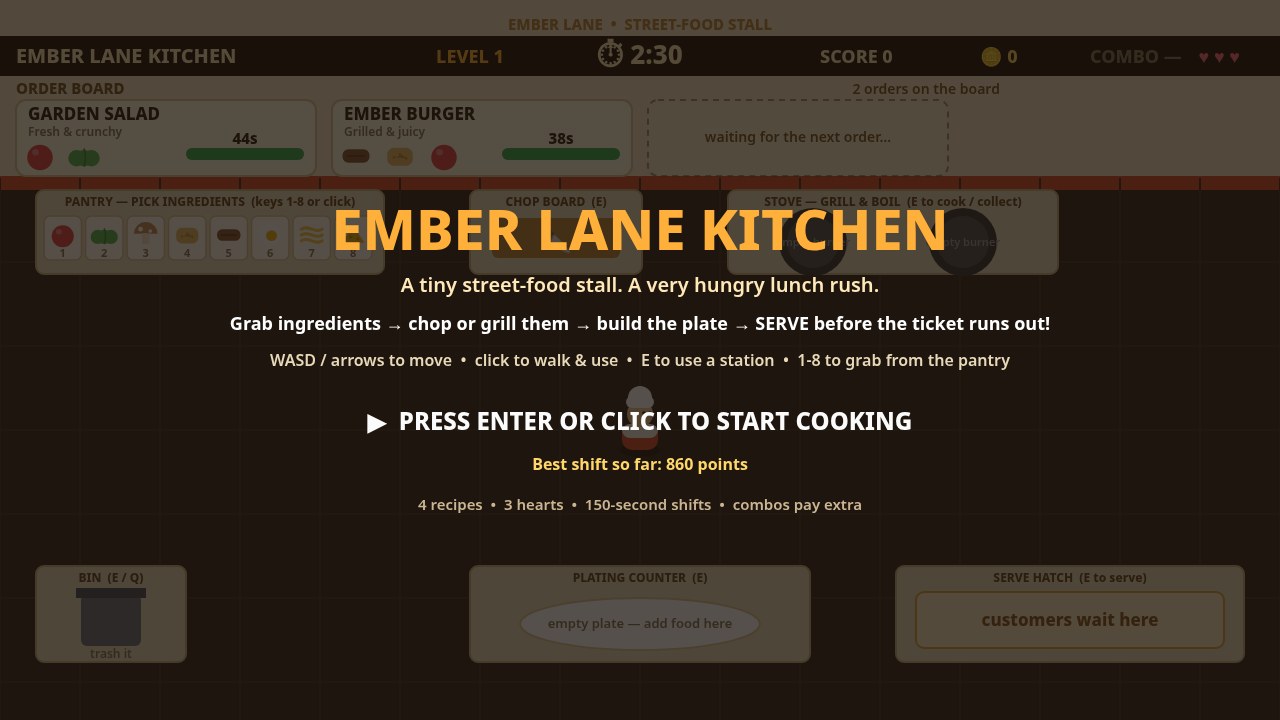 EMBER LANE • STREET-FOOD STALL
EMBER LANE KITCHEN
LEVEL 1
2:30
SCORE 0
0
COMBO —
♥ ♥ ♥
ORDER BOARD
2 orders on the board
GARDEN SALAD
Fresh & crunchy
44s
EMBER BURGER
Grilled & juicy
38s
waiting for the next order...
PANTRY — PICK INGREDIENTS (keys 1-8 or click)
1 2 3 4 5 6 7 8
CHOP BOARD (E)
STOVE — GRILL & BOIL (E to cook / collect)
EMBER LANE KITCHEN
A tiny street-food stall. A very hungry lunch rush.
Grab ingredients → chop or grill them → build the plate → SERVE before the ticket runs out!
WASD / arrows to move • click to walk & use • E to use a station • 1-8 to grab from the pantry
▶ PRESS ENTER OR CLICK TO START COOKING
Best shift so far: 860 points
4 recipes • 3 hearts • 150-second shifts • combos pay extra
BIN (E / Q)
trash it
PLATING COUNTER (E)
empty plate — add food here
SERVE HATCH (E to serve)
customers wait here